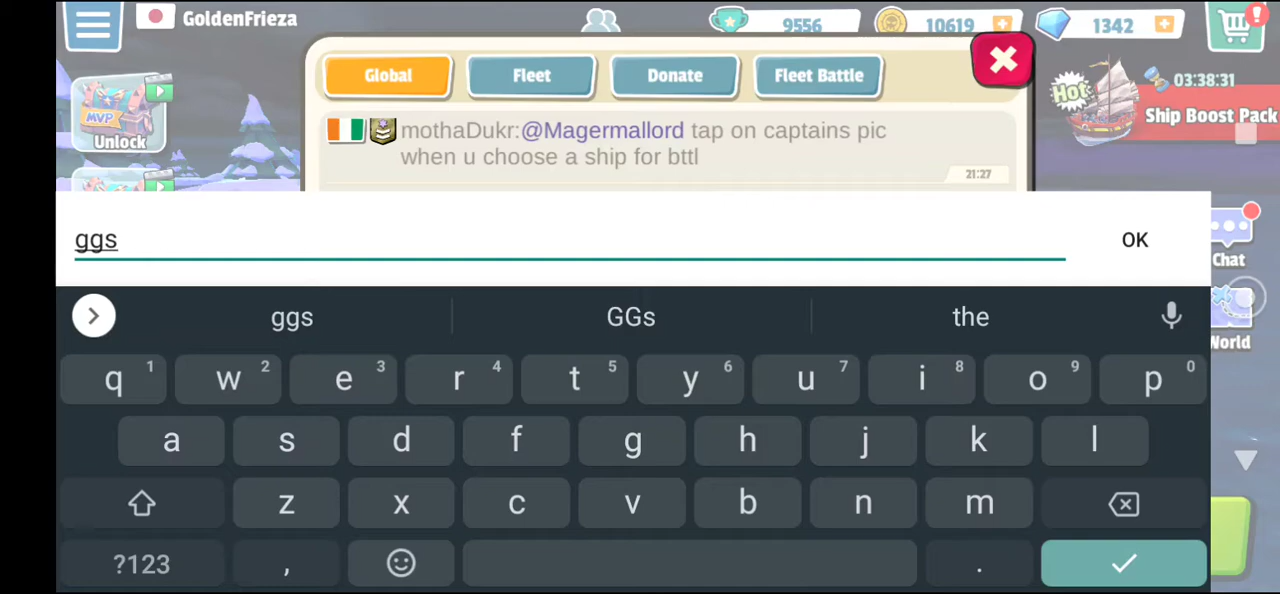 GoldenFrieza
9556
10619
1342
!
Global
Fleet
Donate
Fleet Battle
Hot
03:38:31
Ship Boost Pack
MVP
Unlock
mothaDukr:@Magermallord tap on captains pic
when u choose a ship for bttl
21:27
ggs
OK
Chat
World
ggs
GGs
the
q 1 w 2 e 3 r 4 t 5 y 6 u 7 i 8 o 9 p 0
a s d f g h j k l
z x c v b n m
?123 , .